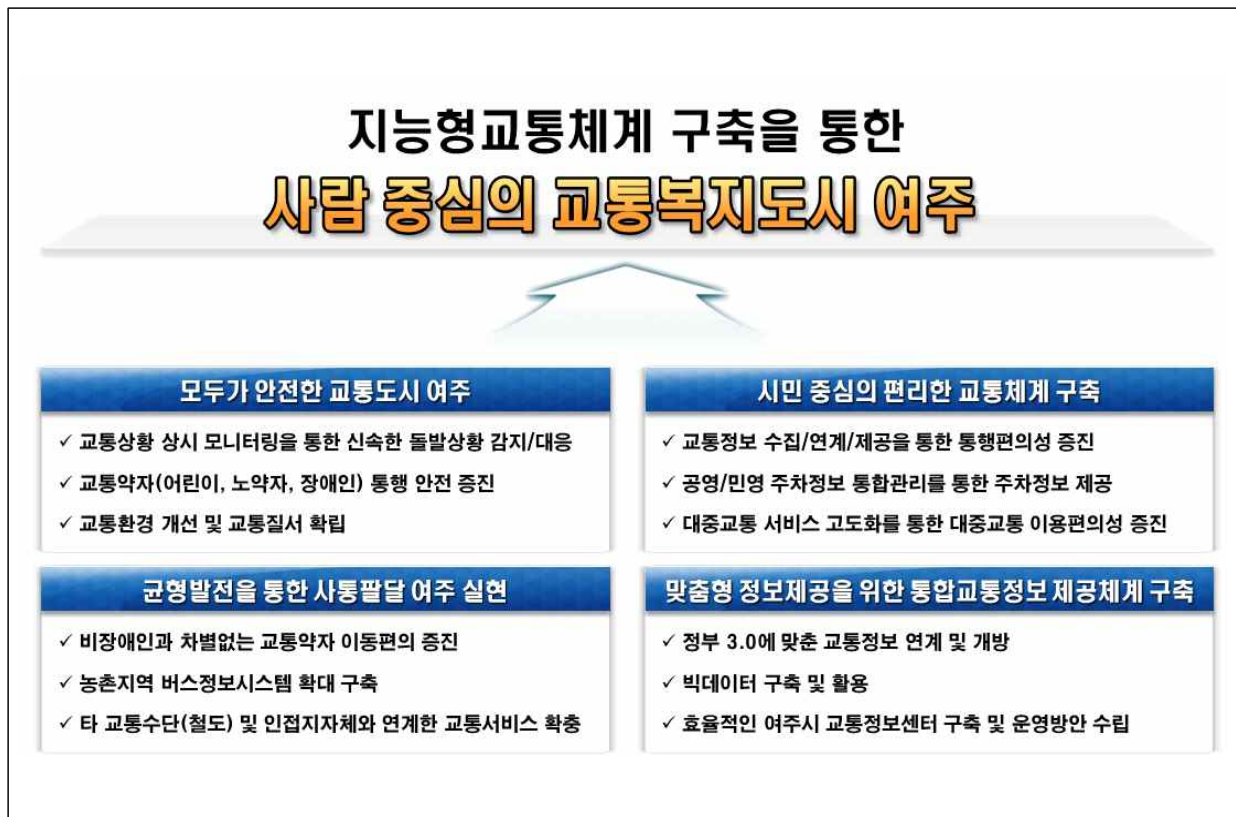 지능형교통체계 구축을 통한
사람 중심의 교통복지도시 여주
모두가 안전한 교통도시 여주
✓ 교통상황 상시 모니터링을 통한 신속한 돌발상황 감지/대응
✓ 교통약자(어린이, 노약자, 장애인) 통행 안전 증진
✓ 교통환경 개선 및 교통질서 확립
시민 중심의 편리한 교통체계 구축
✓ 교통정보 수집/연계/제공을 통한 통행편의성 증진
✓ 공영/민영 주차정보 통합관리를 통한 주차정보 제공
✓ 대중교통 서비스 고도화를 통한 대중교통 이용편의성 증진
균형발전을 통한 사통팔달 여주 실현
✓ 비장애인과 차별없는 교통약자 이동편의 증진
✓ 농촌지역 버스정보시스템 확대 구축
✓ 타 교통수단(철도) 및 인접지자체와 연계한 교통서비스 확충
맞춤형 정보제공을 위한 통합교통정보 제공체계 구축
✓ 정부 3.0에 맞춘 교통정보 연계 및 개방
✓ 빅데이터 구축 및 활용
✓ 효율적인 여주시 교통정보센터 구축 및 운영방안 수립